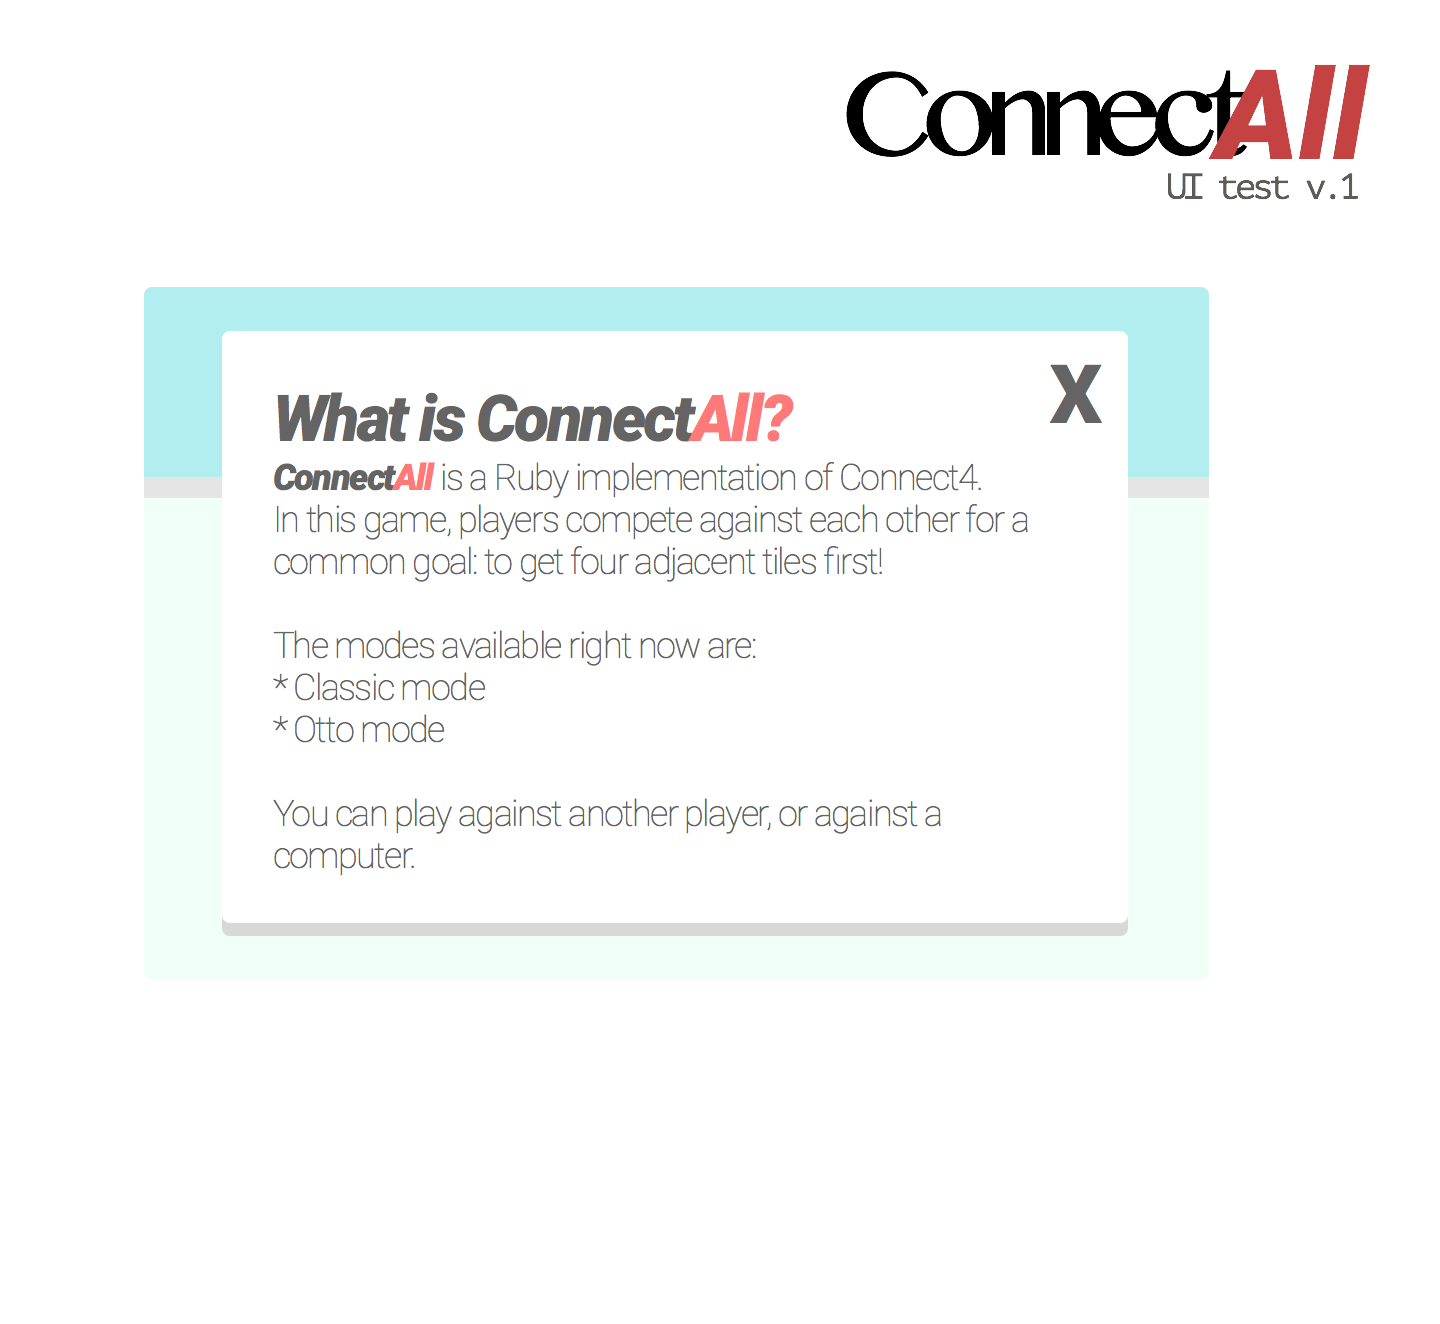 ConnectAll
UI test v.1
X
What is ConnectAll?
ConnectAll is a Ruby implementation of Connect4.
In this game, players compete against each other for a
common goal: to get four adjacent tiles first!
The modes available right now are:
* Classic mode
* Otto mode
You can play against another player, or against a
computer.